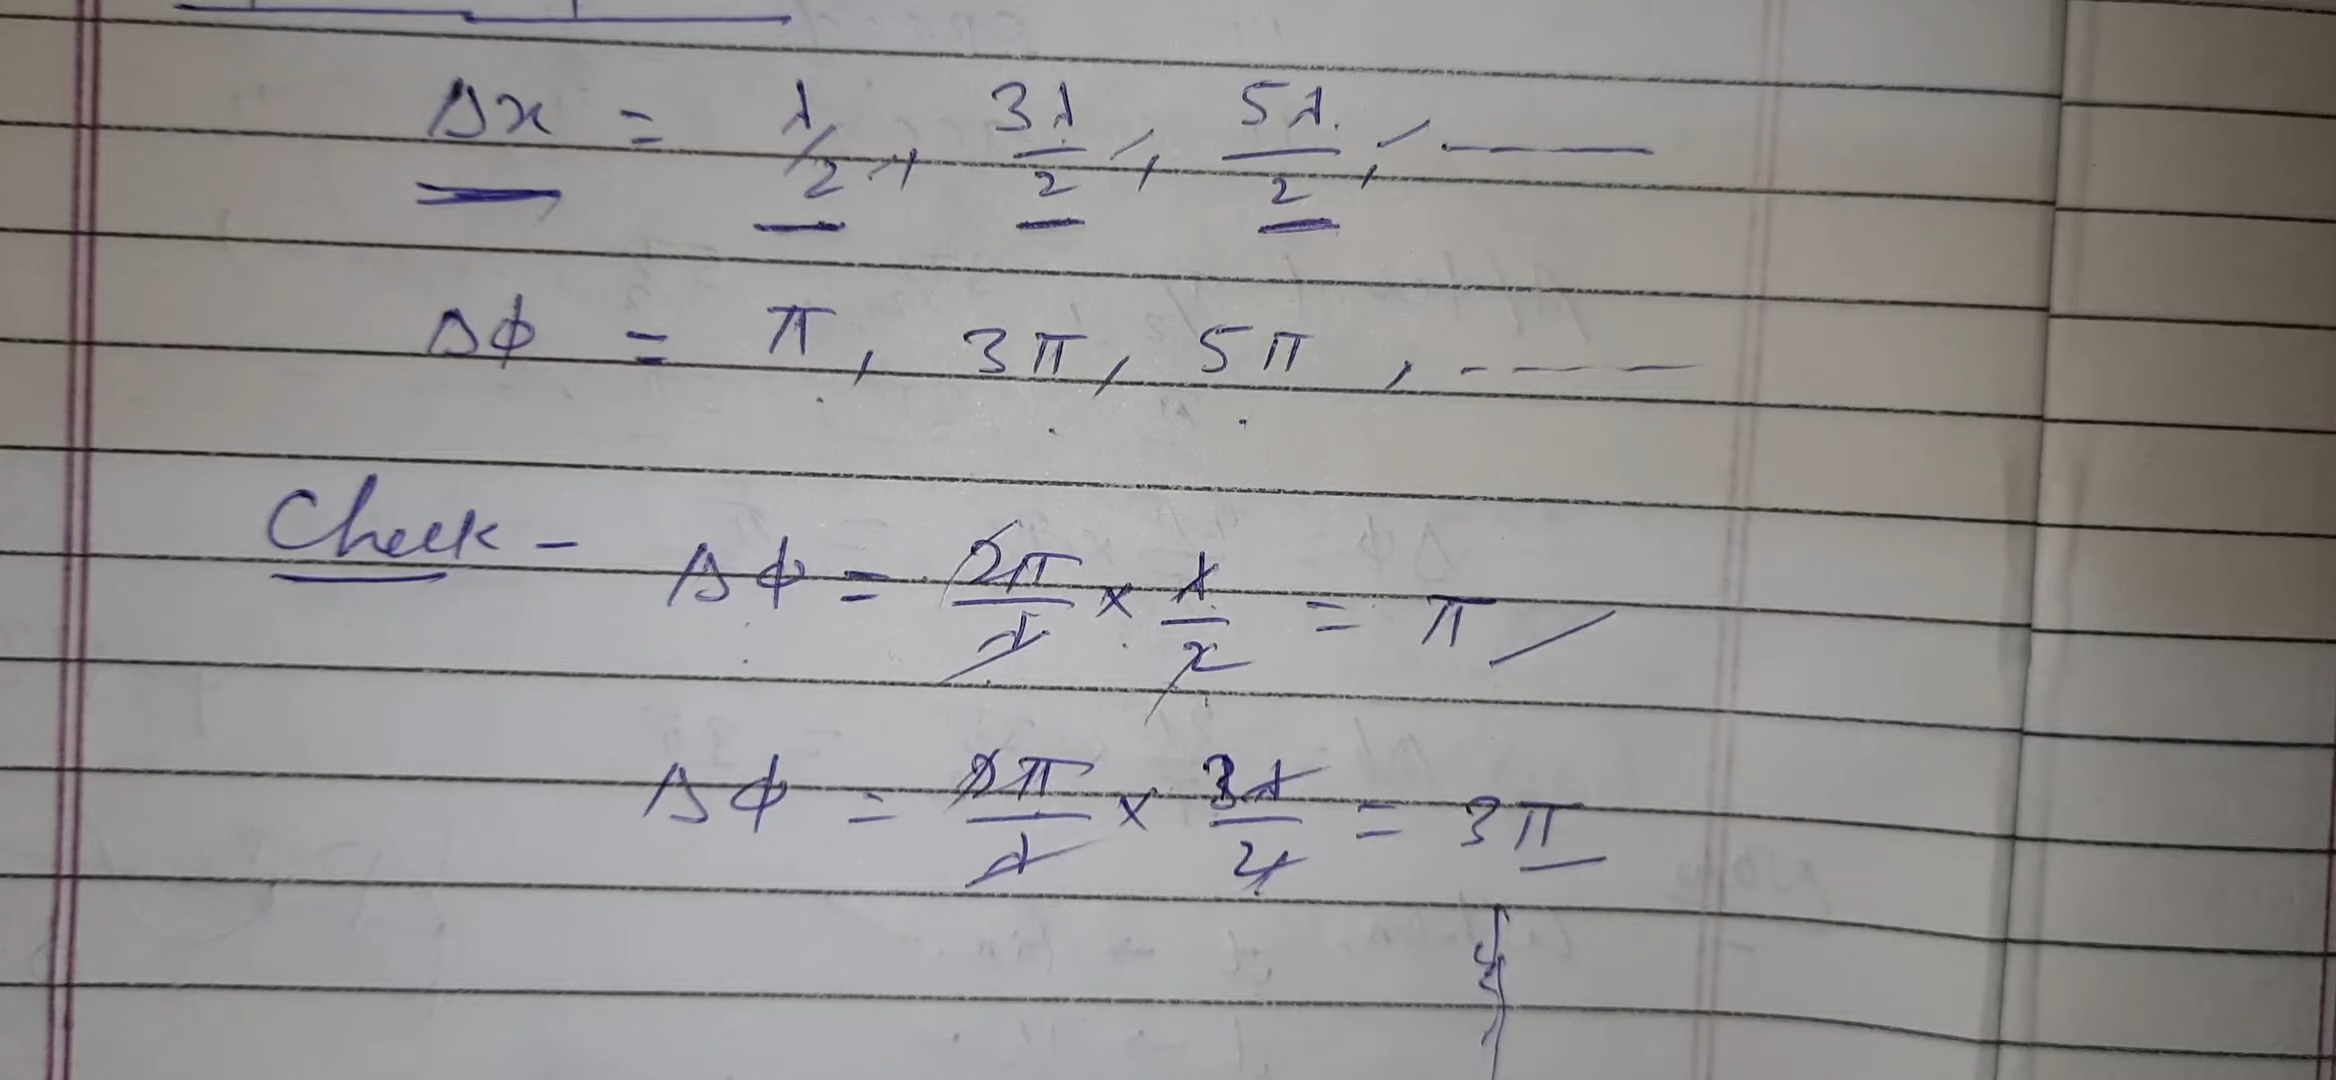 Δx = λ/2, 3λ/2, 5λ/2, ——
Δφ = π, 3π, 5π, - — —
Check - Δφ = 2π/λ × λ/2 = π
Δφ = 2π/λ × 3λ/2 = 3π